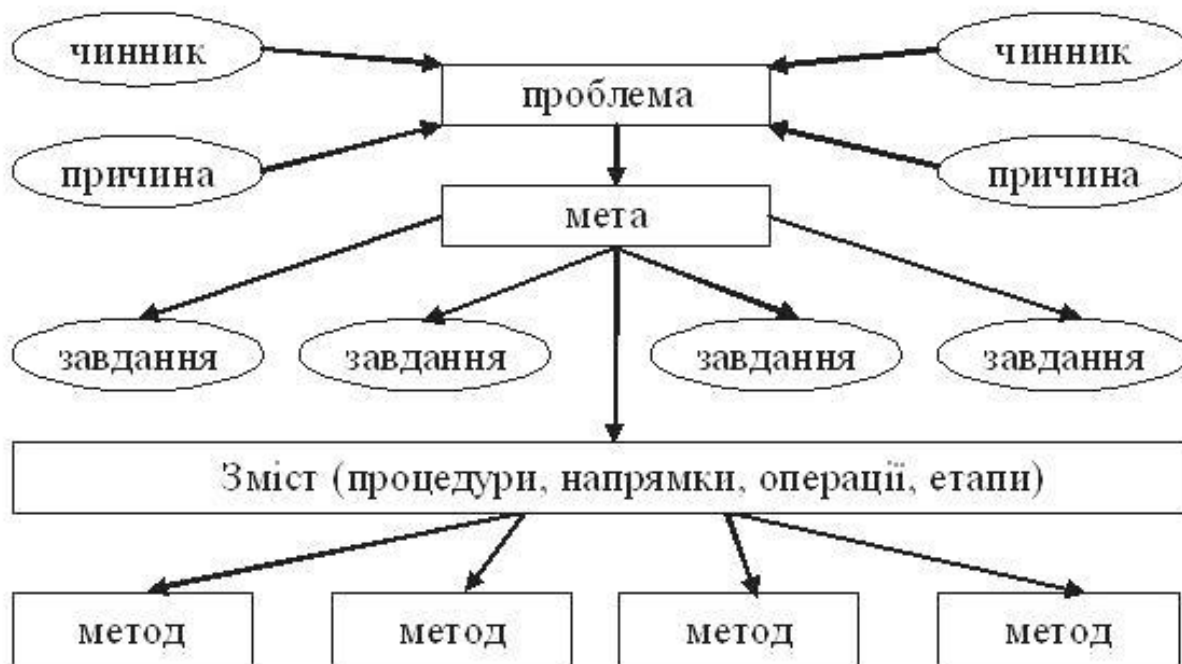 чинник
чинник
проблема
причина
причина
мета
завдання
завдання
завдання
завдання
Зміст (процедури, напрямки, операції, етапи)
метод
метод
метод
метод